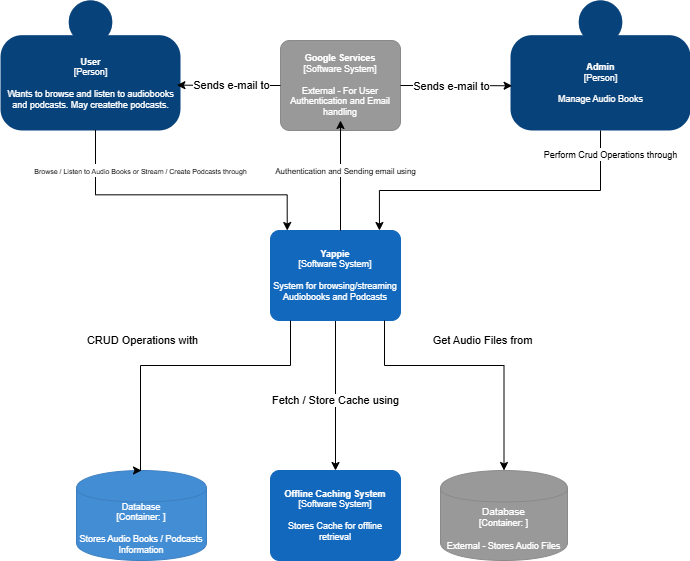 User
[Person]
Wants to browse and listen to audiobooks
and podcasts. May createthe podcasts.
Sends e-mail to
Google Services
[Software System]
External - For User
Authentication and Email
handling
Sends e-mail to
Admin
[Person]
Manage Audio Books
Browse / Listen to Audio Books or Stream / Create Podcasts through
Authentication and Sending email using
Perform Crud Operations through
Yappie
[Software System]
System for browsing/streaming
Audiobooks and Podcasts
CRUD Operations with
Get Audio Files from
Fetch / Store Cache using
Database
[Container: ]
Stores Audio Books / Podcasts
Information
Offline Caching System
[Software System]
Stores Cache for offline
retrieval
Database
[Container: ]
External - Stores Audio Files